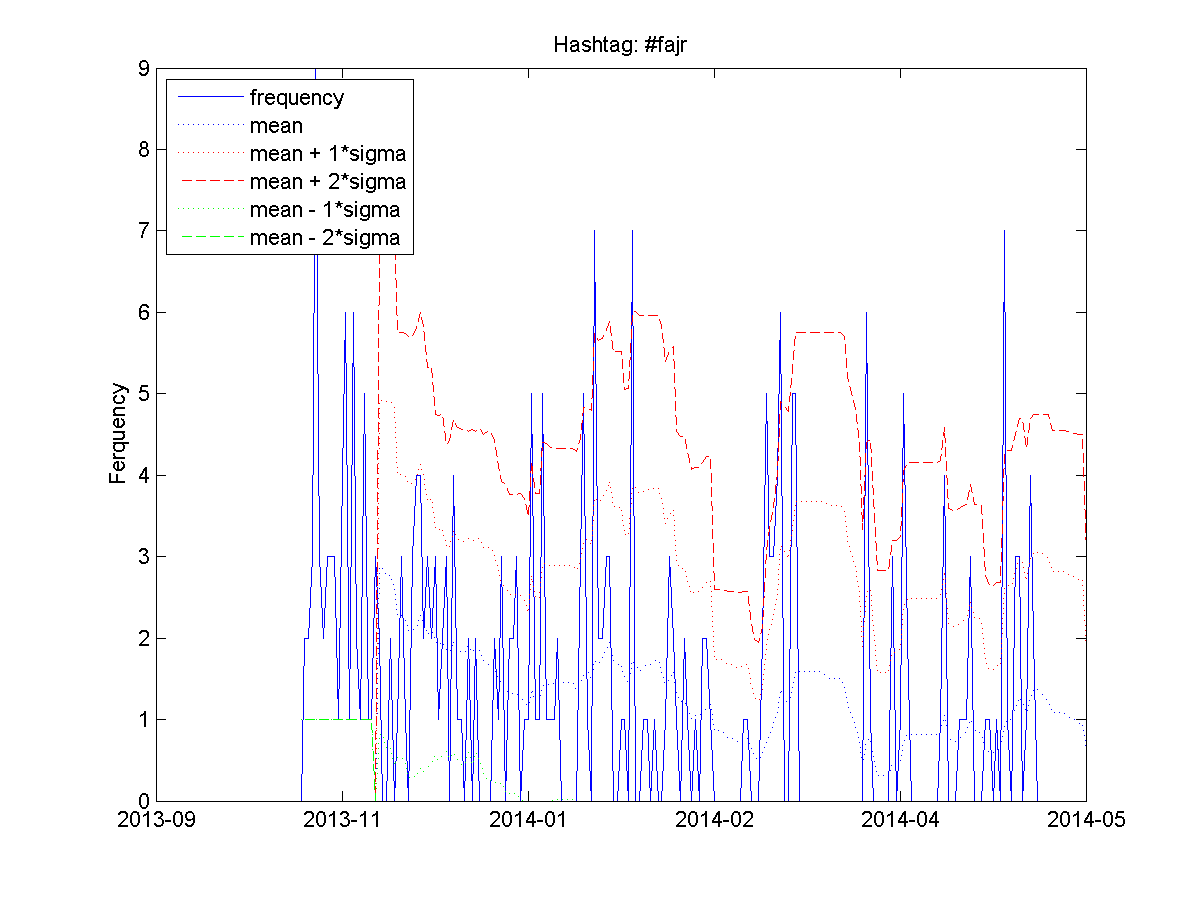 Hashtag: #fajr
9
8
7
6
5
4
3
2
1
0
Ferquency
frequency
mean
mean + 1*sigma
mean + 2*sigma
mean - 1*sigma
mean - 2*sigma
2013-09 2013-11 2014-01 2014-02 2014-04 2014-05